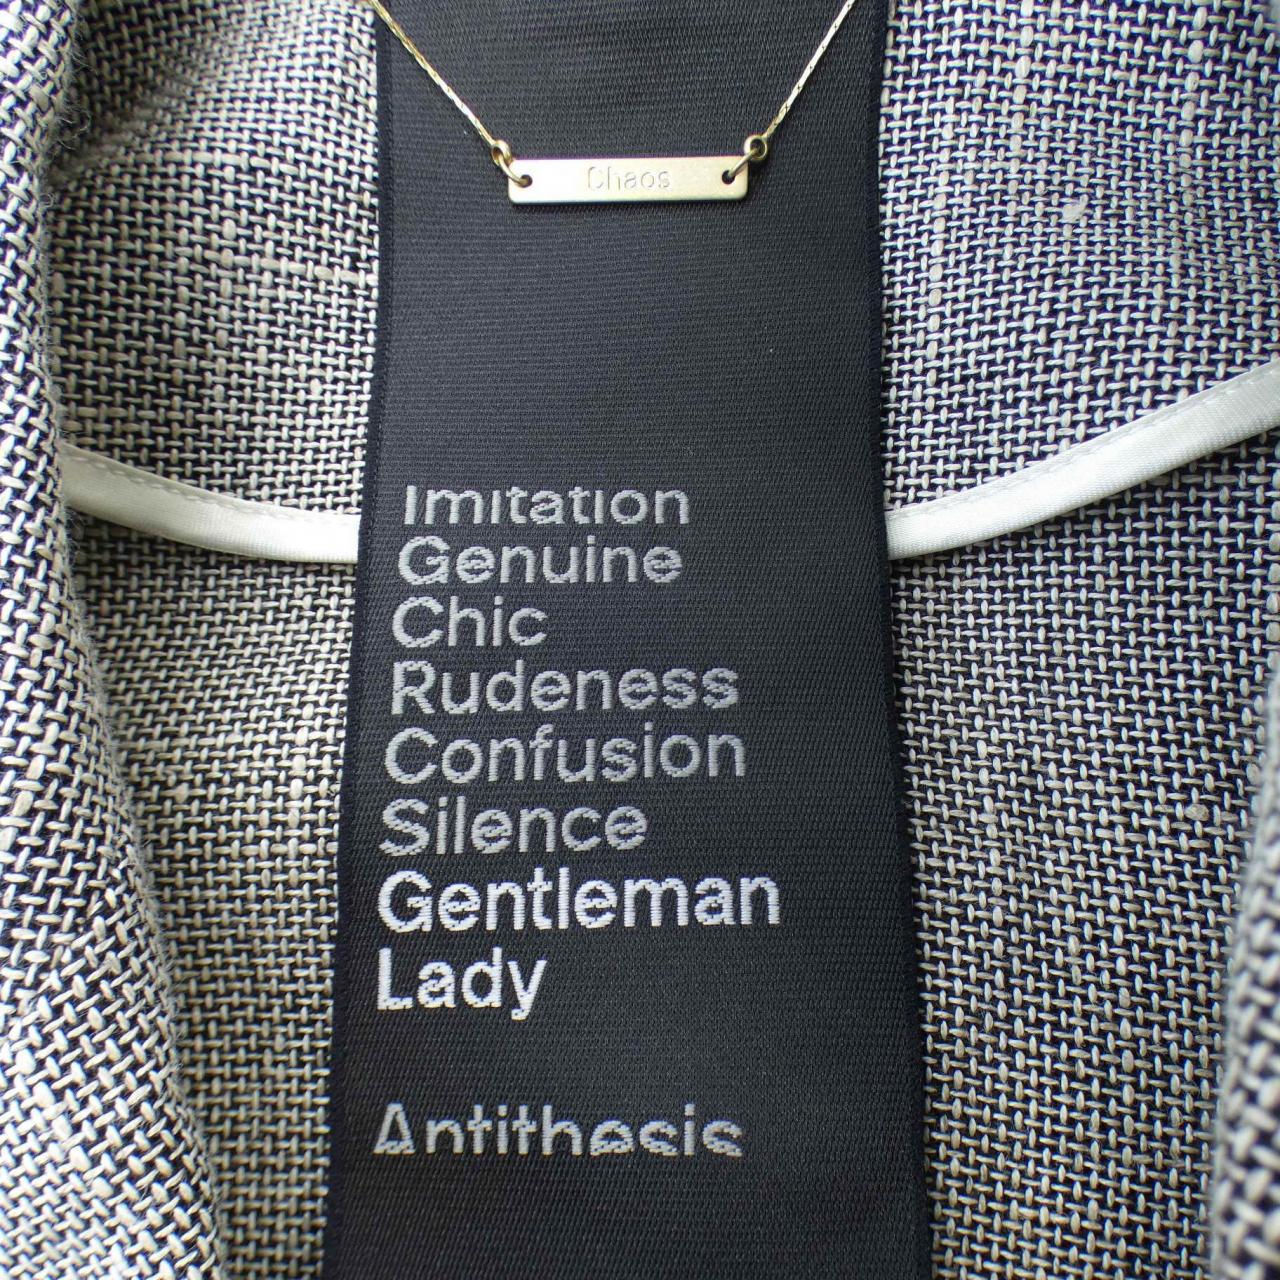 Chaos
Imitation
Genuine
Chic
Rudeness
Confusion
Silence
Gentleman
Lady
Antithesis